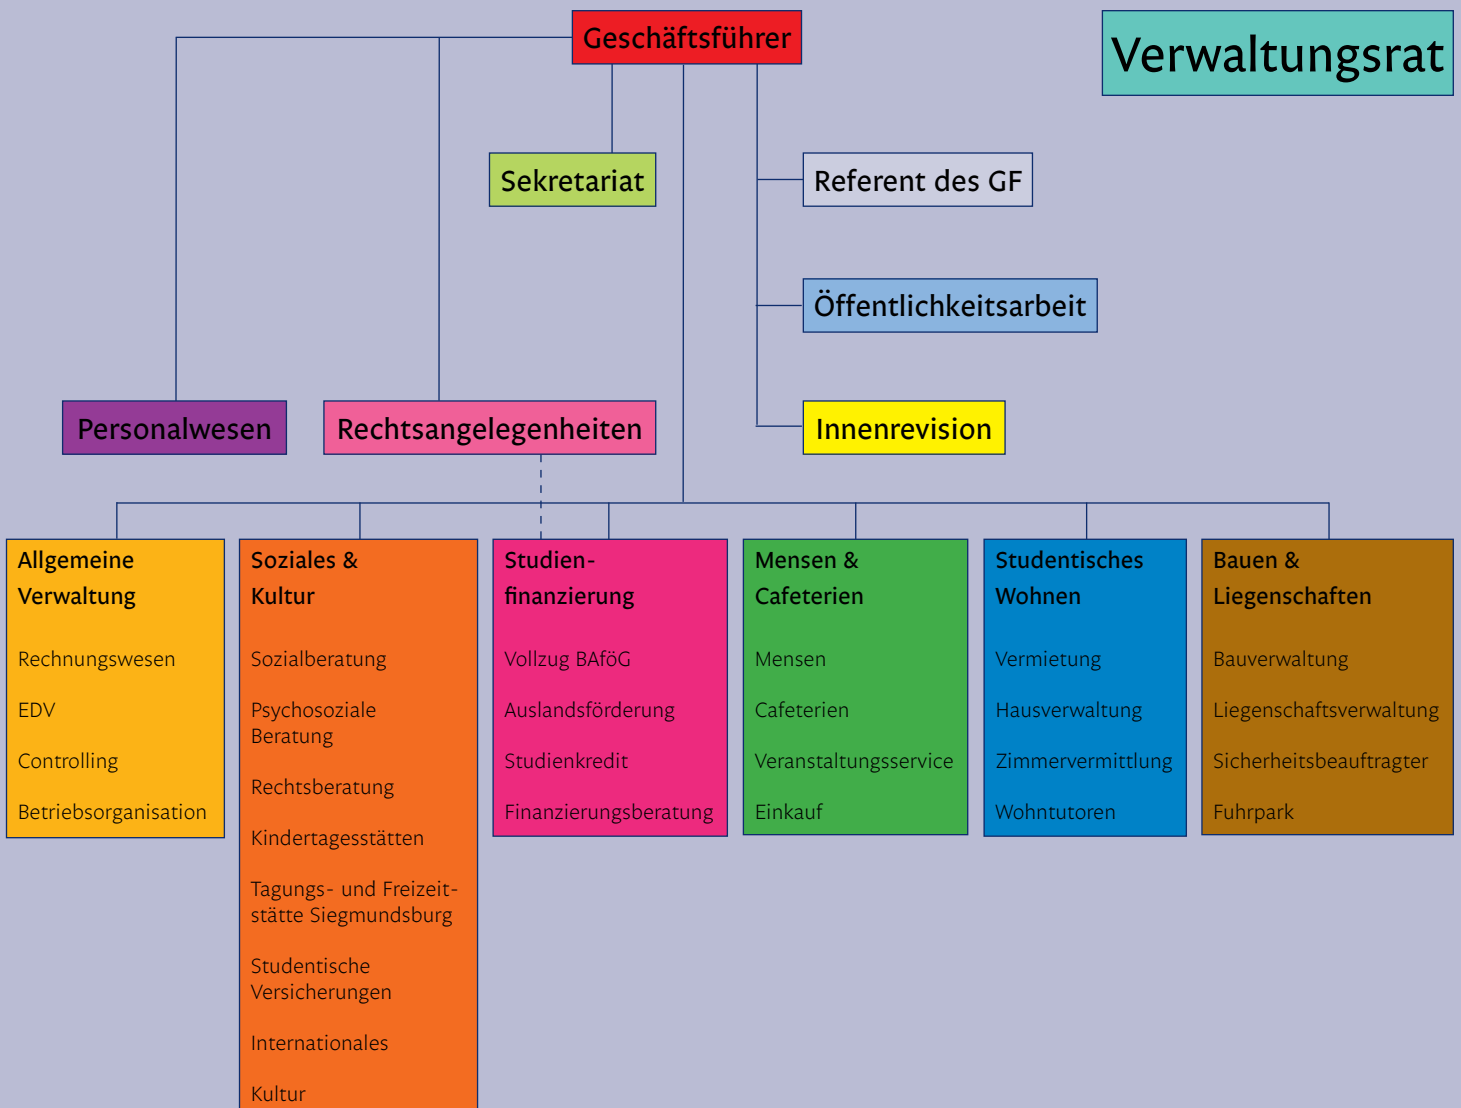 Geschäftsführer
Verwaltungsrat
Sekretariat
Referent des GF
Öffentlichkeitsarbeit
Personalwesen
Rechtsangelegenheiten
Innenrevision
Allgemeine
Verwaltung
Rechnungswesen
EDV
Controlling
Betriebsorganisation
Soziales &
Kultur
Sozialberatung
Psychosoziale
Beratung
Rechtsberatung
Kindertagesstätten
Tagungs- und Freizeit-
stätte Siegmundsburg
Studentische
Versicherungen
Internationales
Kultur
Studien-
finanzierung
Vollzug BAföG
Auslandsförderung
Studienkredit
Finanzierungsberatung
Mensen &
Cafeterien
Mensen
Cafeterien
Veranstaltungsservice
Einkauf
Studentisches
Wohnen
Vermietung
Hausverwaltung
Zimmervermittlung
Wohntutoren
Bauen &
Liegenschaften
Bauverwaltung
Liegenschaftsverwaltung
Sicherheitsbeauftragter
Fuhrpark